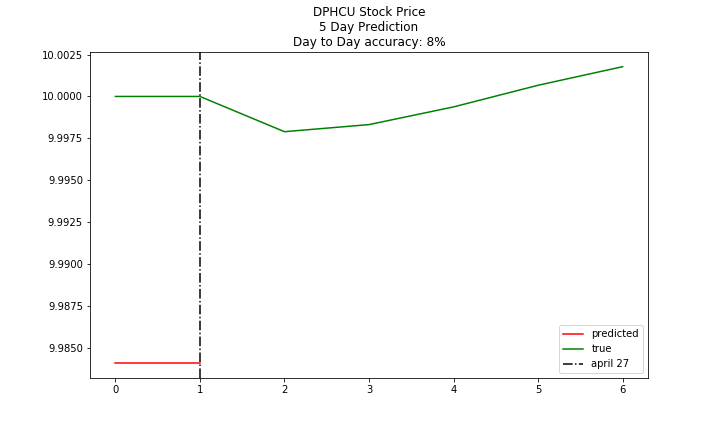 DPHCU Stock Price
5 Day Prediction
Day to Day accuracy: 8%
10.0025
10.0000
9.9975
9.9950
9.9925
9.9900
9.9875
9.9850
0 1 2 3 4 5 6
predicted
true
april 27